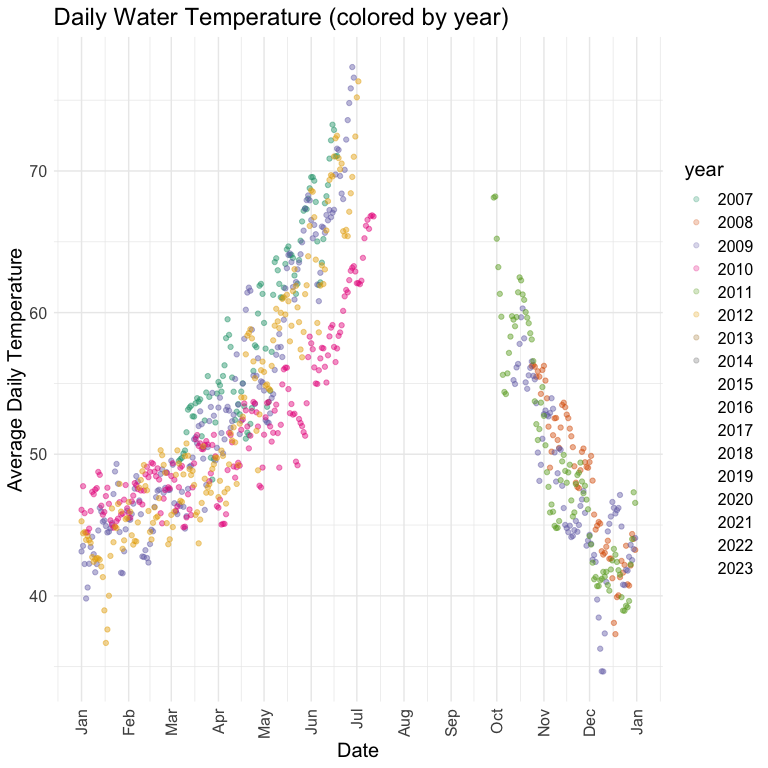 Daily Water Temperature (colored by year)
Average Daily Temperature
70
60
50
40
Jan
Feb
Mar
Apr
May
Jun
Jul
Aug
Sep
Oct
Nov
Dec
Jan
Date
year
2007
2008
2009
2010
2011
2012
2013
2014
2015
2016
2017
2018
2019
2020
2021
2022
2023